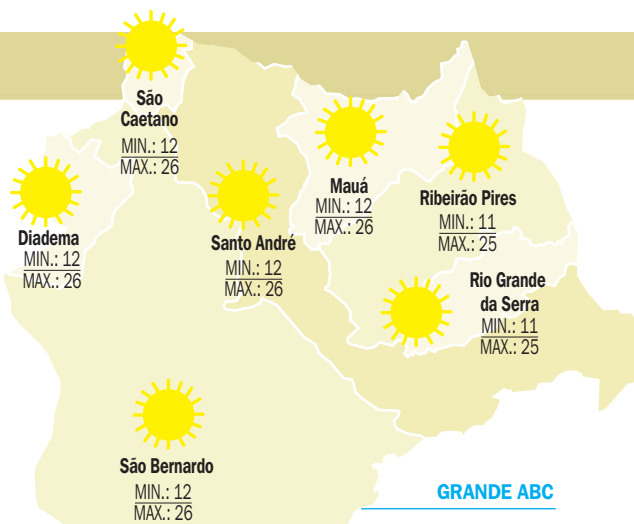 São
Caetano
MIN.: 12
MAX.: 26
Mauá
MIN.: 12
MAX.: 26
Ribeirão Pires
MIN.: 11
MAX.: 25
Diadema
MIN.: 12
MAX.: 26
Santo André
MIN.: 12
MAX.: 26
Rio Grande
da Serra
MIN.: 11
MAX.: 25
São Bernardo
MIN.: 12
MAX.: 26
GRANDE ABC